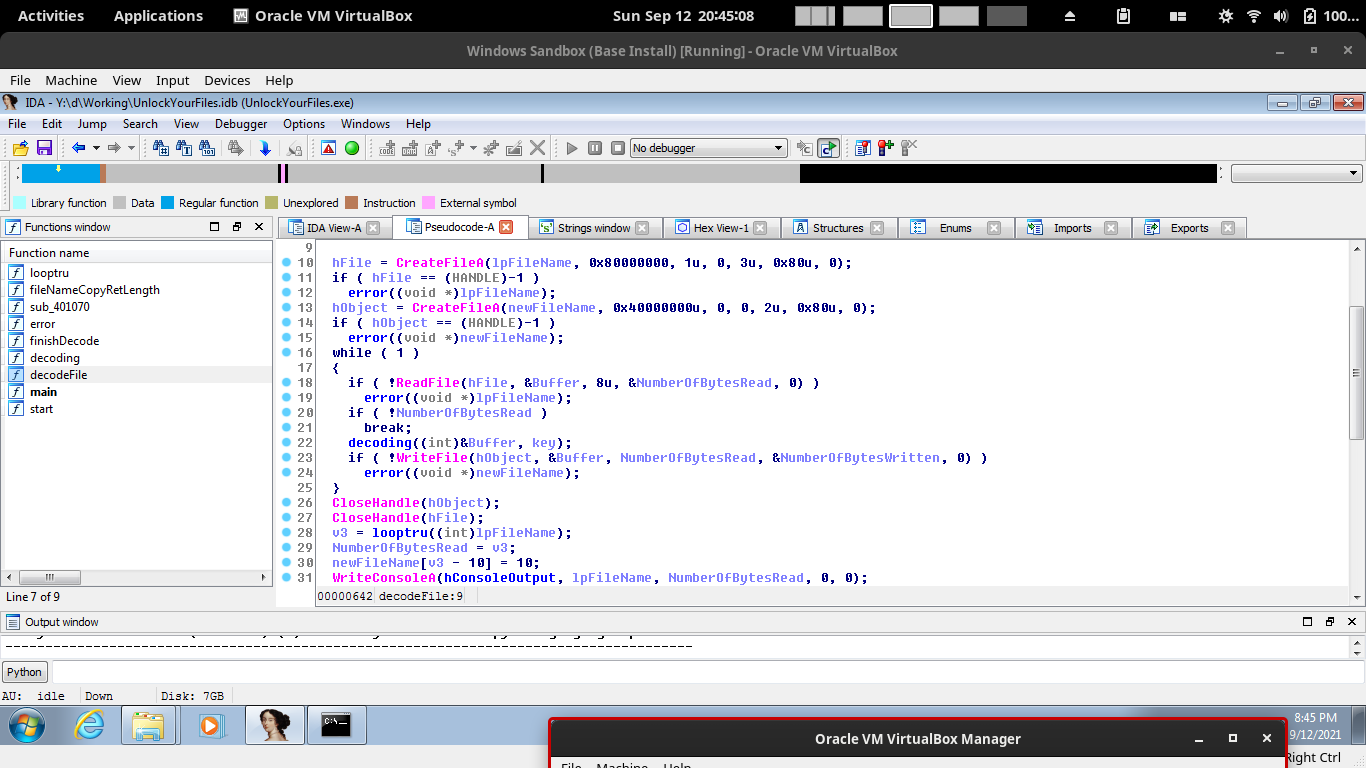 Activities Applications Oracle VM VirtualBox Sun Sep 12 20:45:08 100...
Windows Sandbox (Base Install) [Running] - Oracle VM VirtualBox
File Machine View Input Devices Help
IDA - Y:\d\Working\UnlockYourFiles.idb (UnlockYourFiles.exe)
File Edit Jump Search View Debugger Options Windows Help
No debugger
Library function Data Regular function Unexplored Instruction External symbol
Functions window
IDA View-A Pseudocode-A Strings window Hex View-1 Structures Enums Imports Exports
Function name
looptru
fileNameCopyRetLength
sub_401070
error
finishDecode
decoding
decodeFile
main
start
Line 7 of 9
9
10 hFile = CreateFileA(lpFileName, 0x80000000, 1u, 0, 3u, 0x80u, 0);
11 if ( hFile == (HANDLE)-1 )
12 error((void *)lpFileName);
13 hObject = CreateFileA(newFileName, 0x40000000u, 0, 0, 2u, 0x80u, 0);
14 if ( hObject == (HANDLE)-1 )
15 error((void *)newFileName);
16 while ( 1 )
17 {
18 if ( !ReadFile(hFile, &Buffer, 8u, &NumberOfBytesRead, 0) )
19 error((void *)lpFileName);
20 if ( !NumberOfBytesRead )
21 break;
22 decoding((int)&Buffer, key);
23 if ( !WriteFile(hObject, &Buffer, NumberOfBytesRead, &NumberOfBytesWritten, 0) )
24 error((void *)newFileName);
25 }
26 CloseHandle(hObject);
27 CloseHandle(hFile);
28 v3 = looptru((int)lpFileName);
29 NumberOfBytesRead = v3;
30 newFileName[v3 - 10] = 10;
31 WriteConsoleA(hConsoleOutput, lpFileName, NumberOfBytesRead, 0, 0);
00000642 decodeFile:9
Output window
Python
AU: idle Down Disk: 7GB
8:45 PM
9/12/2021
Oracle VM VirtualBox Manager
Right Ctrl
File Machine Help